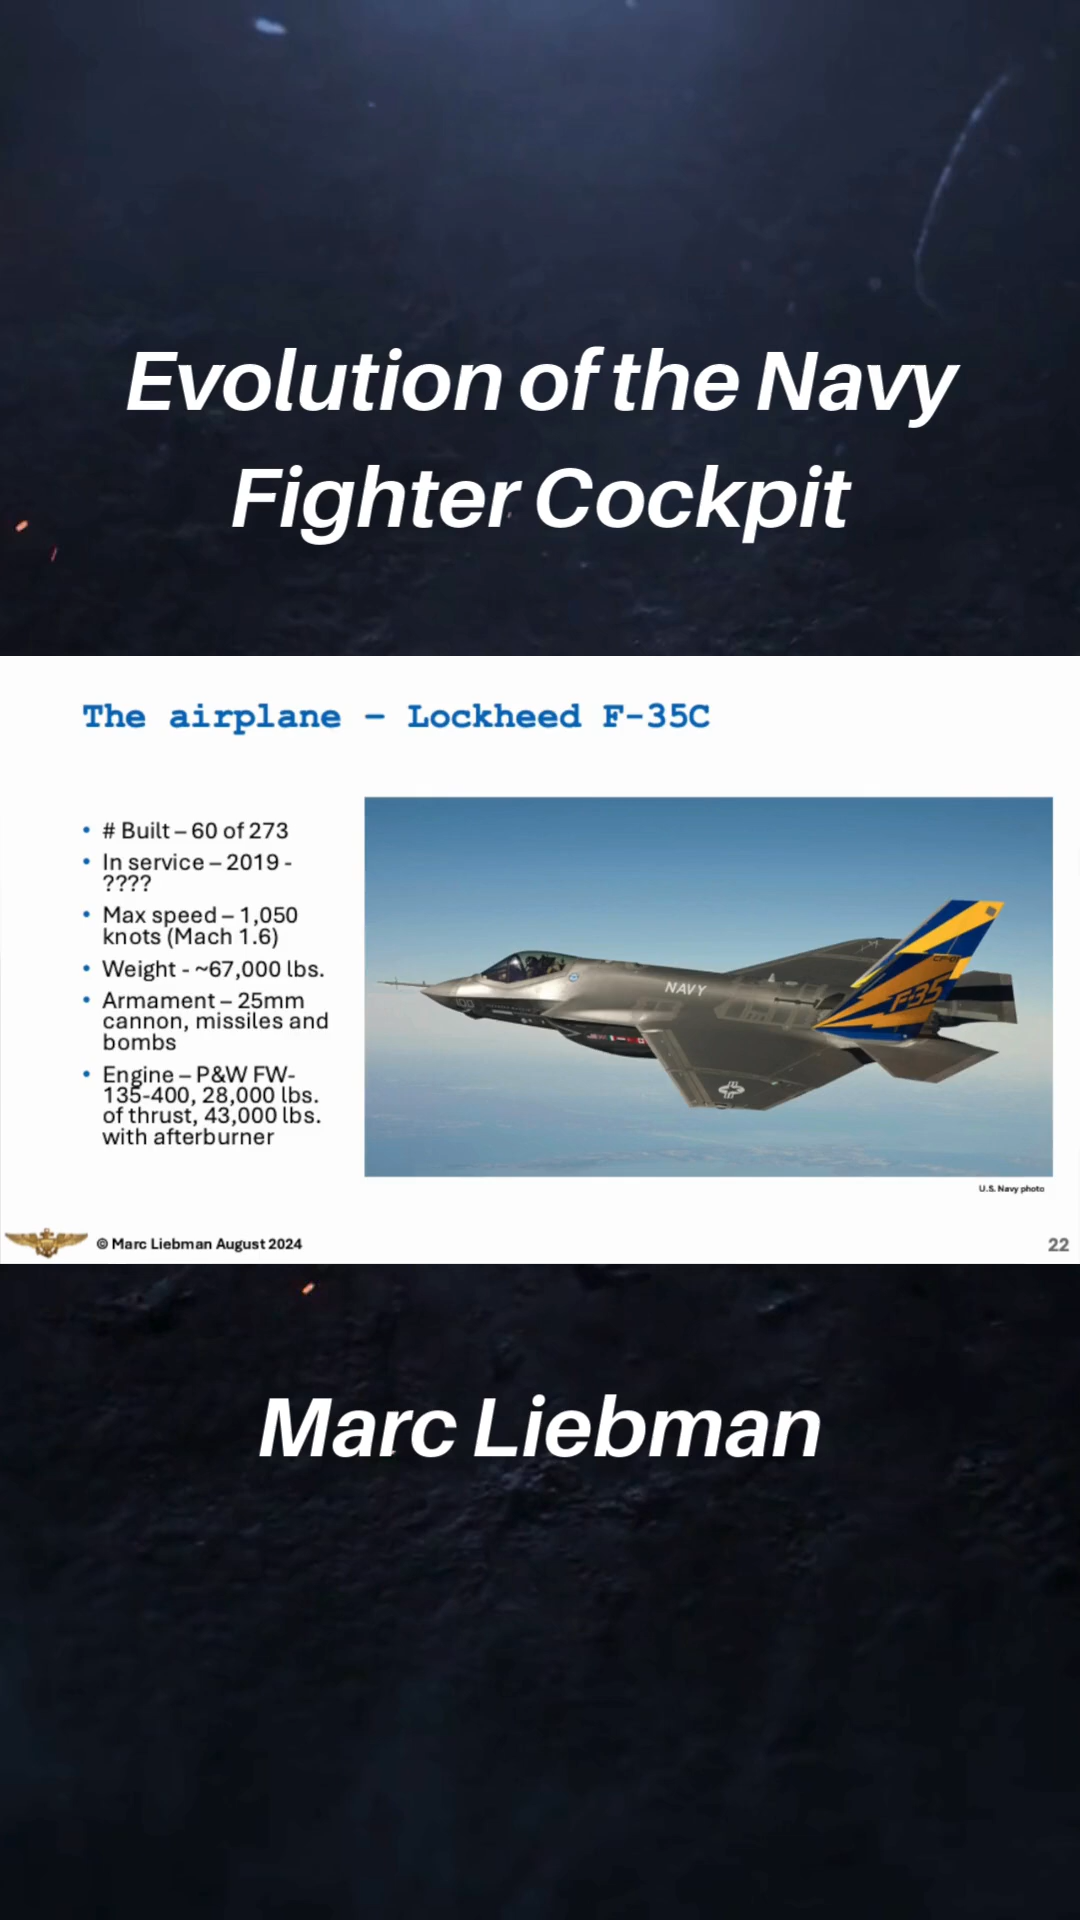 Evolution of the Navy
Fighter Cockpit
The airplane – Lockheed F-35C
• # Built – 60 of 273
• In service – 2019 -
????
• Max speed – 1,050
knots (Mach 1.6)
• Weight - ~67,000 lbs.
• Armament – 25mm
cannon, missiles and
bombs
• Engine – P&W FW-
135-400, 28,000 lbs.
of thrust, 43,000 lbs.
with afterburner
NAVY
100
F-35
U.S. Navy photo
© Marc Liebman August 2024
22
Marc Liebman